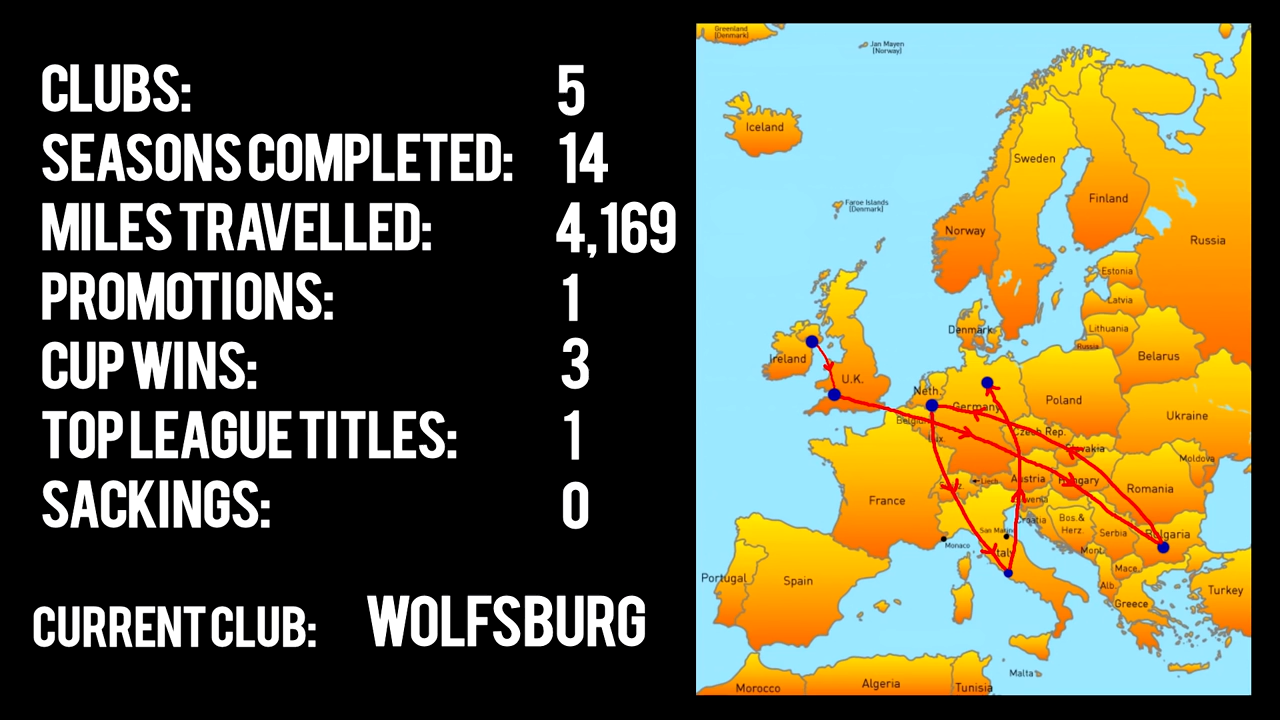 CLUBS: 5
SEASONS COMPLETED: 14
MILES TRAVELLED: 4,169
PROMOTIONS: 1
CUP WINS: 3
TOP LEAGUE TITLES: 1
SACKINGS: 0
CURRENT CLUB: WOLFSBURG
Greenland
[Denmark]
Jan Mayen
[Norway]
Iceland
Sweden
Finland
Faroe Islands
[Denmark]
Norway
Russia
Estonia
Latvia
Denmark
Lithuania
Russia
Ireland
Belarus
U.K.
Neth.
Poland
Germany
Ukraine
Belgium
Lux.
Czech Rep.
Slakia
Moldova
Liech.
Austria
Hungary
Romania
France
Slovenia
Croatia
San Marino
Bos.&
Herz.
Serbia
Bulgaria
Monaco
Italy
Mont.
Mace.
Portugal
Spain
Alb.
Turkey
Greece
Malta
Morocco
Algeria
Tunisia